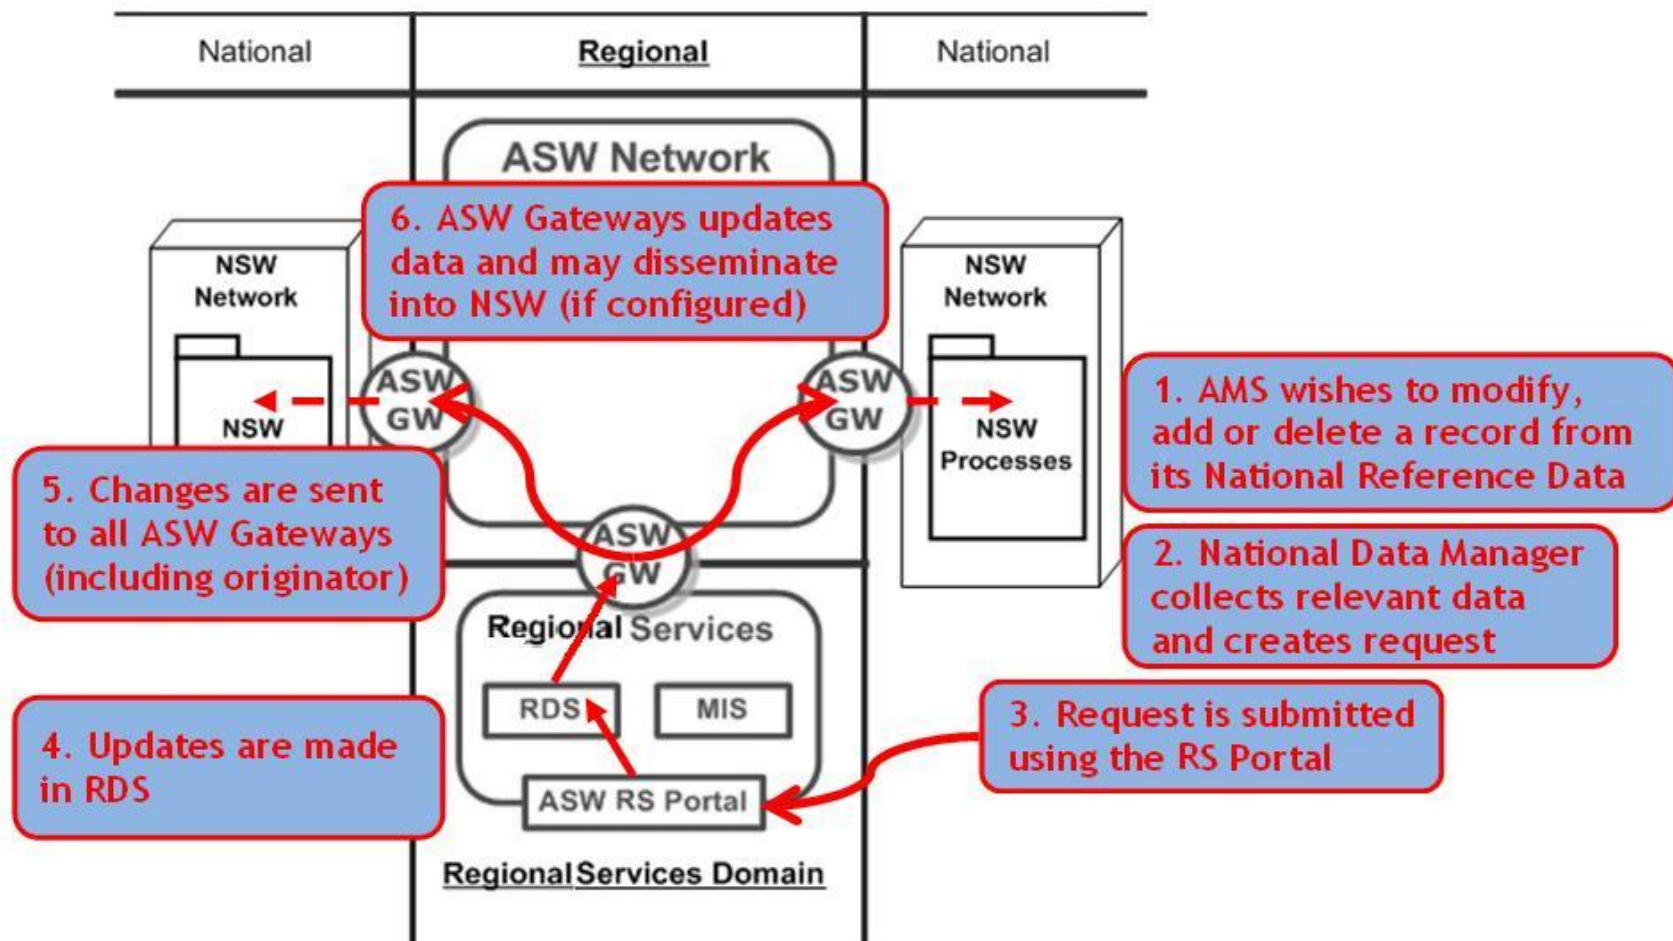 National
Regional
National
ASW Network
6. ASW Gateways updates
data and may disseminate
into NSW (if configured)
NSW
Network
NSW
NSW
Network
NSW
Processes
ASW
GW
ASW
GW
1. AMS wishes to modify,
add or delete a record from
its National Reference Data
5. Changes are sent
to all ASW Gateways
(including originator)
ASW
GW
2. National Data Manager
collects relevant data
and creates request
Regional Services
RDS
MIS
3. Request is submitted
using the RS Portal
4. Updates are made
in RDS
ASW RS Portal
Regional Services Domain